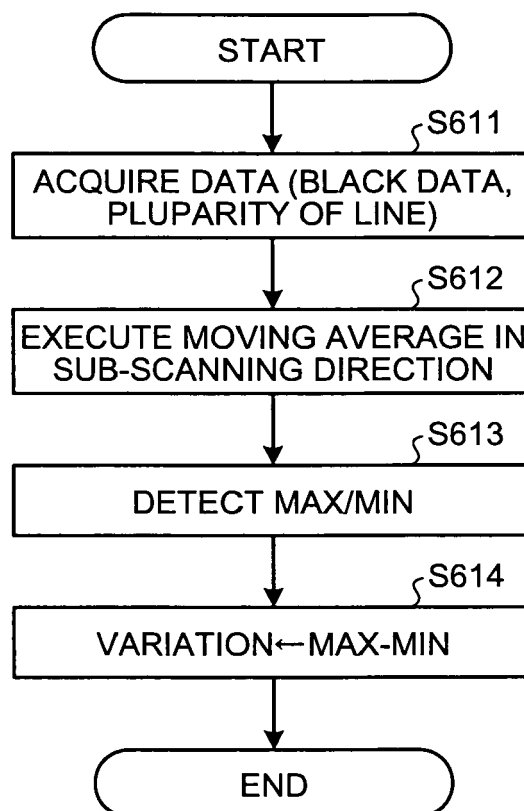 START
S611
ACQUIRE DATA (BLACK DATA,
PLUPARITY OF LINE)
S612
EXECUTE MOVING AVERAGE IN
SUB-SCANNING DIRECTION
S613
DETECT MAX/MIN
S614
VARIATION←MAX-MIN
END